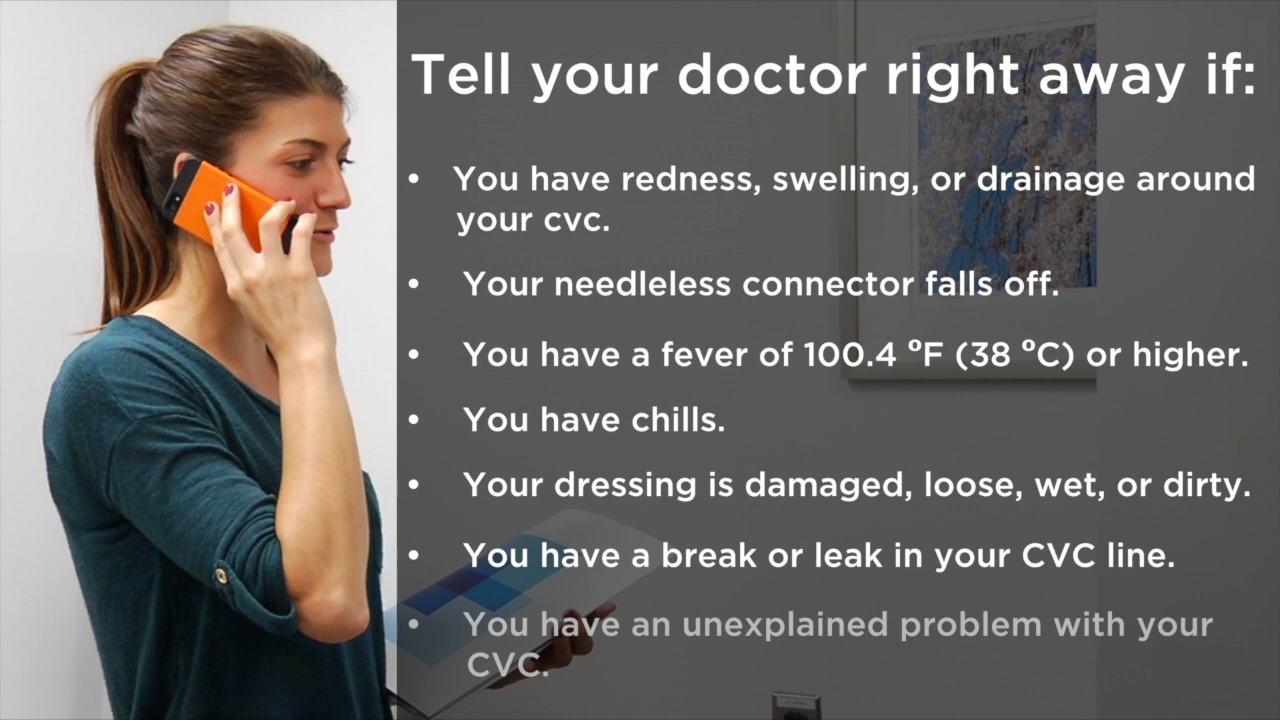 Tell your doctor right away if:
• You have redness, swelling, or drainage around
your cvc.
• Your needleless connector falls off.
• You have a fever of 100.4 ºF (38 ºC) or higher.
• You have chills.
• Your dressing is damaged, loose, wet, or dirty.
• You have a break or leak in your CVC line.
• You have an unexplained problem with your
CVC.